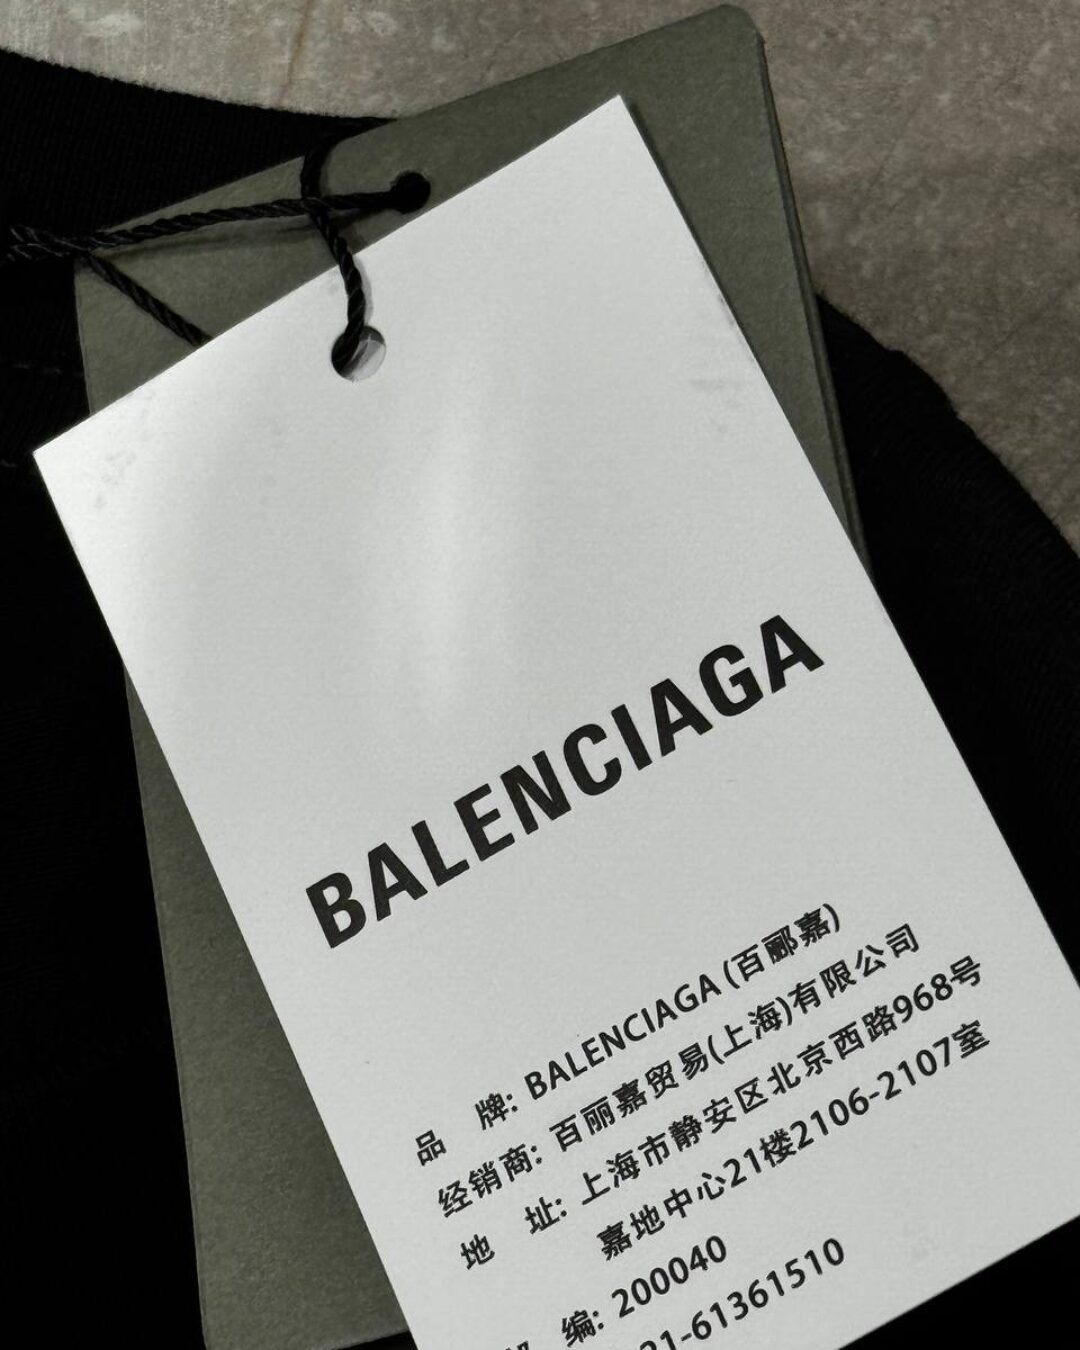 BALENCIAGA
品 牌: BALENCIAGA (百郦嘉)
经销商: 百丽嘉贸易(上海)有限公司
地 址: 上海市静安区北京西路968号
嘉地中心21楼2106-2107室
编: 200040
21-61361510